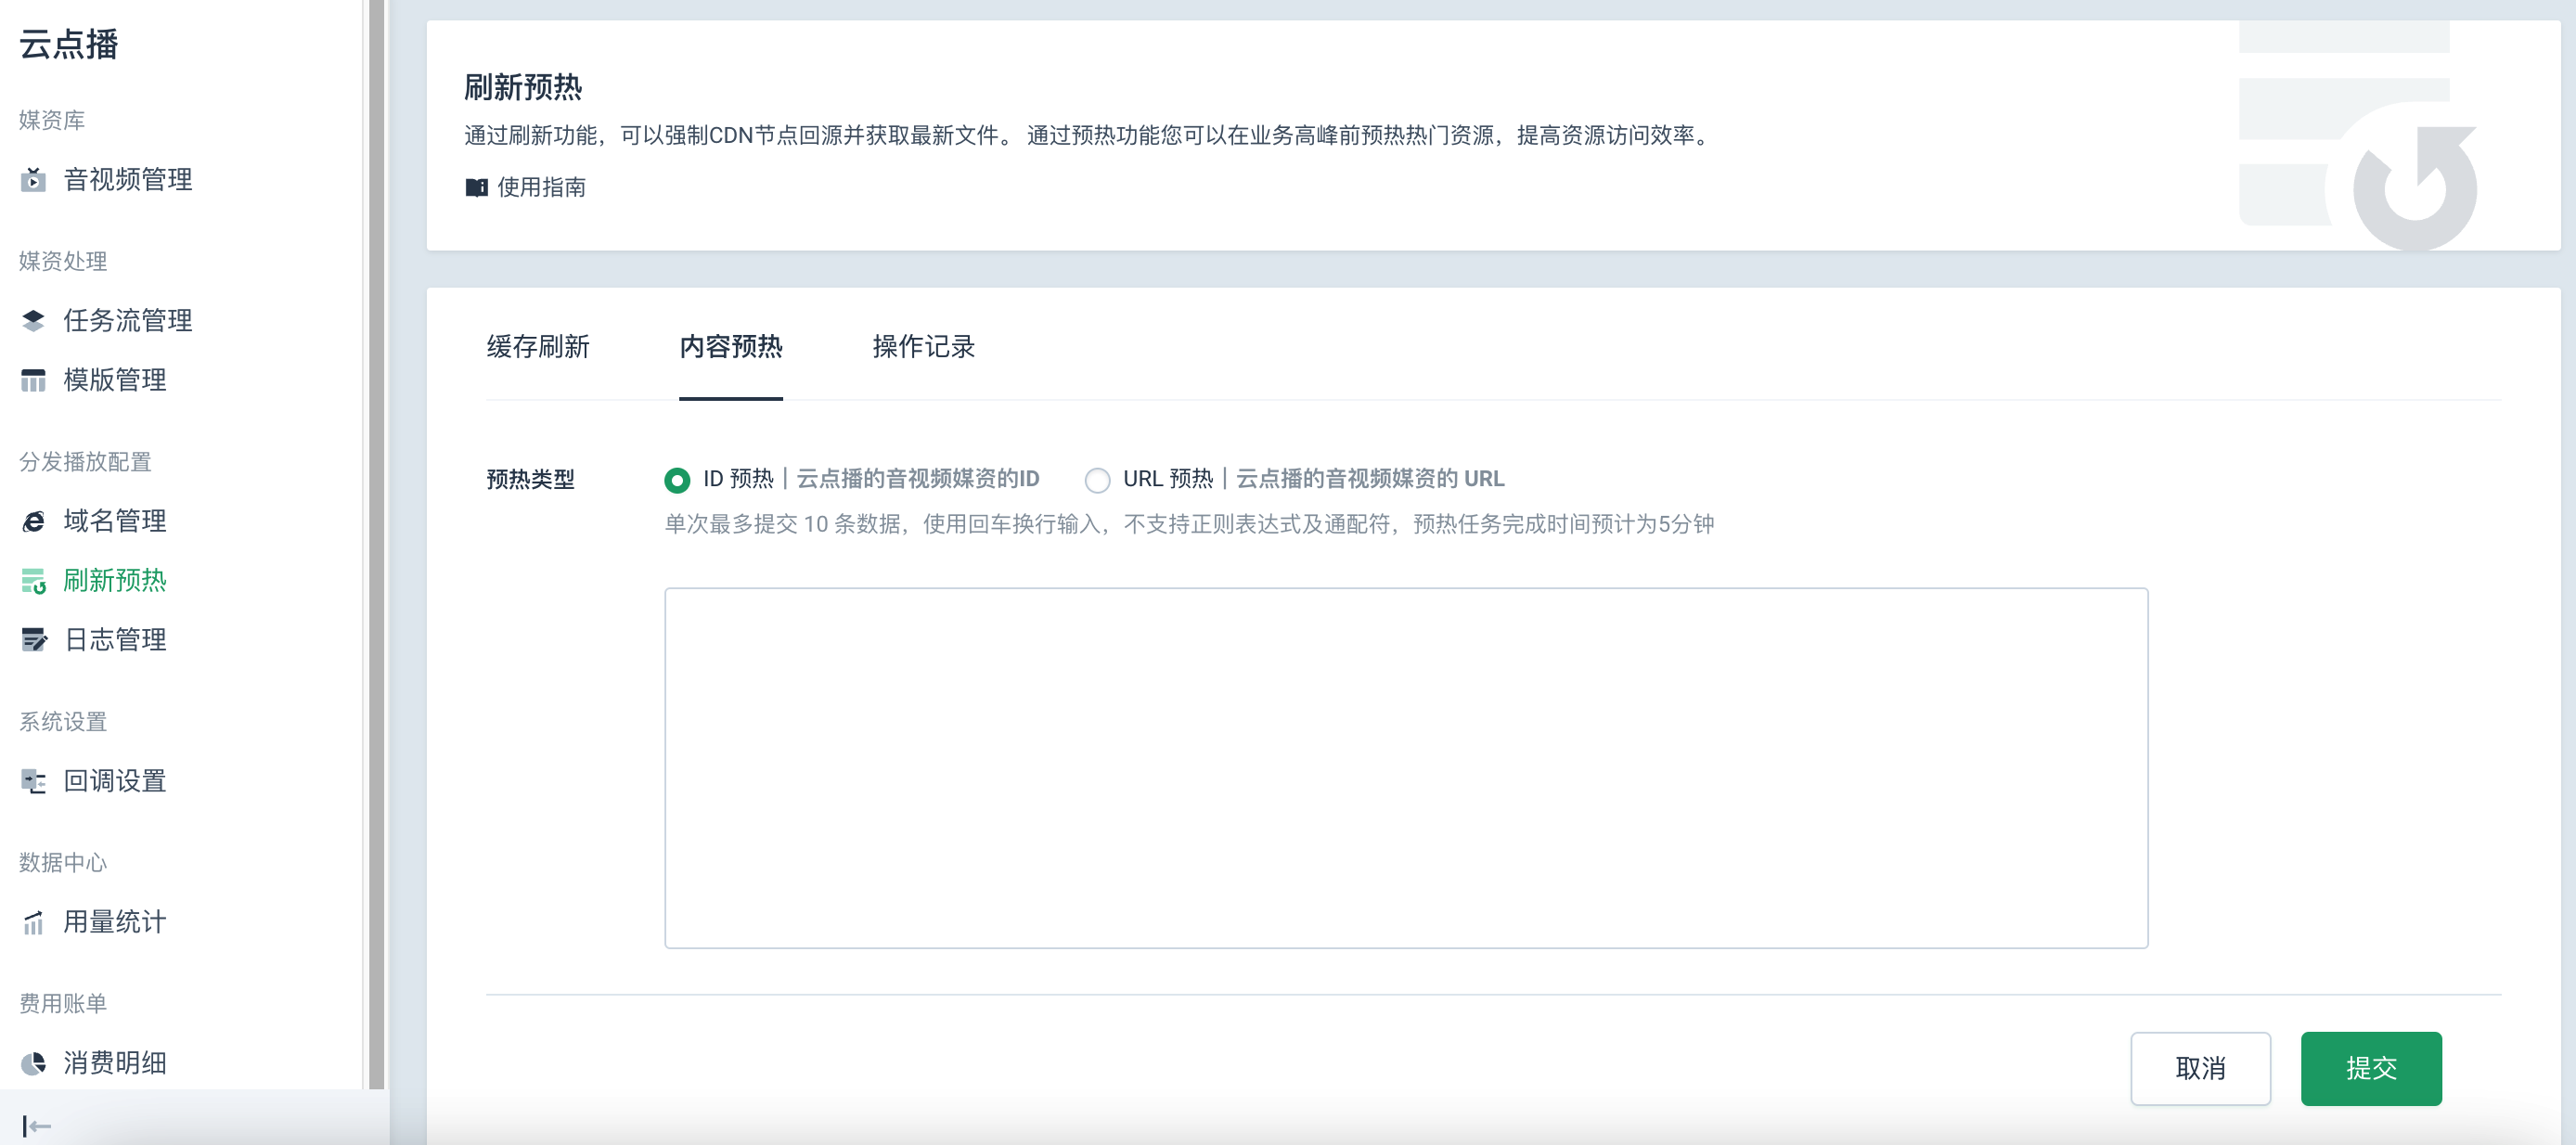 云点播
媒资库
音视频管理
媒资处理
任务流管理
模版管理
分发播放配置
域名管理
刷新预热
日志管理
系统设置
回调设置
数据中心
用量统计
费用账单
消费明细
刷新预热
通过刷新功能，可以强制CDN节点回源并获取最新文件。 通过预热功能您可以在业务高峰前预热热门资源，提高资源访问效率。
使用指南
缓存刷新 内容预热 操作记录
预热类型 ID 预热 | 云点播的音视频媒资的ID URL 预热 | 云点播的音视频媒资的 URL
单次最多提交 10 条数据，使用回车换行输入，不支持正则表达式及通配符，预热任务完成时间预计为5分钟
取消 提交